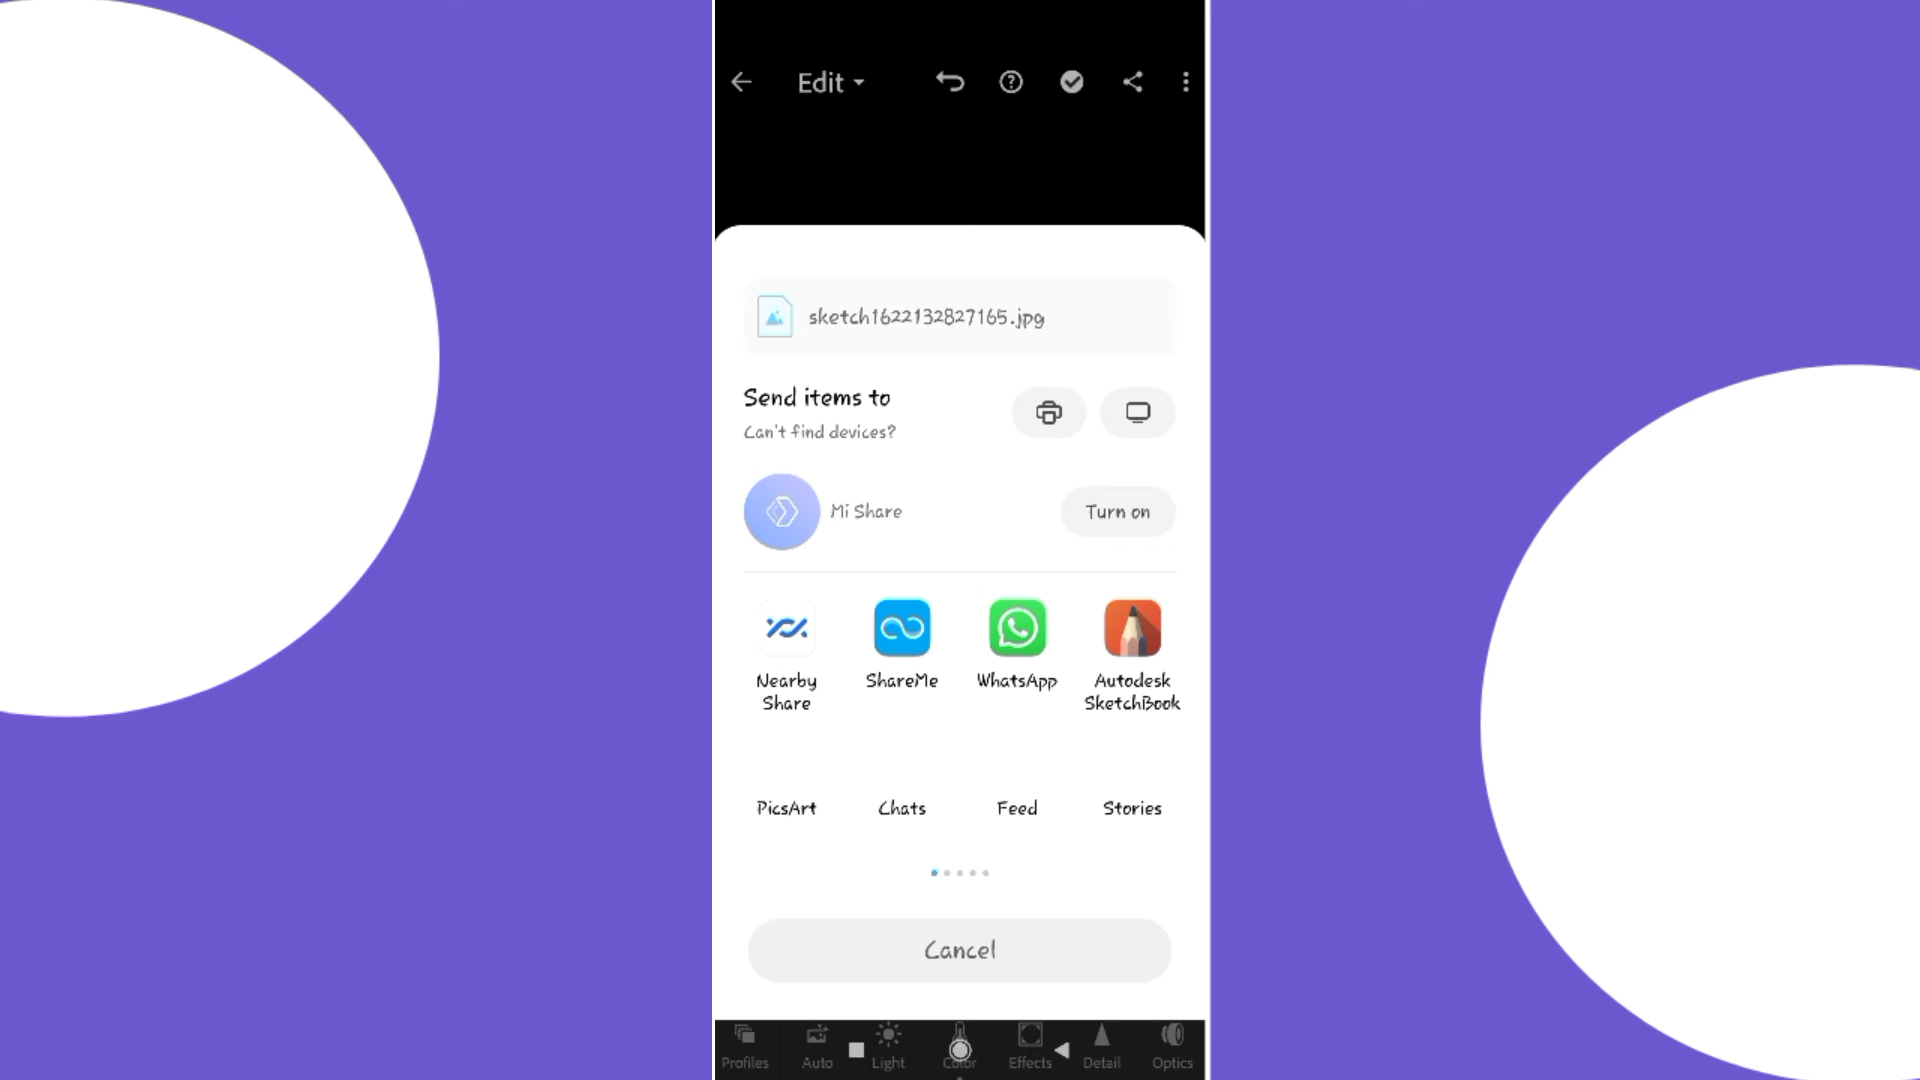 Edit
sketch1622132827165.jpg
Send items to
Can't find devices?
Mi Share
Turn on
Nearby
Share
ShareMe
WhatsApp
Autodesk
SketchBook
PicsArt
Chats
Feed
Stories
Cancel
Profiles
Auto
Light
Color
Effects
Detail
Optics